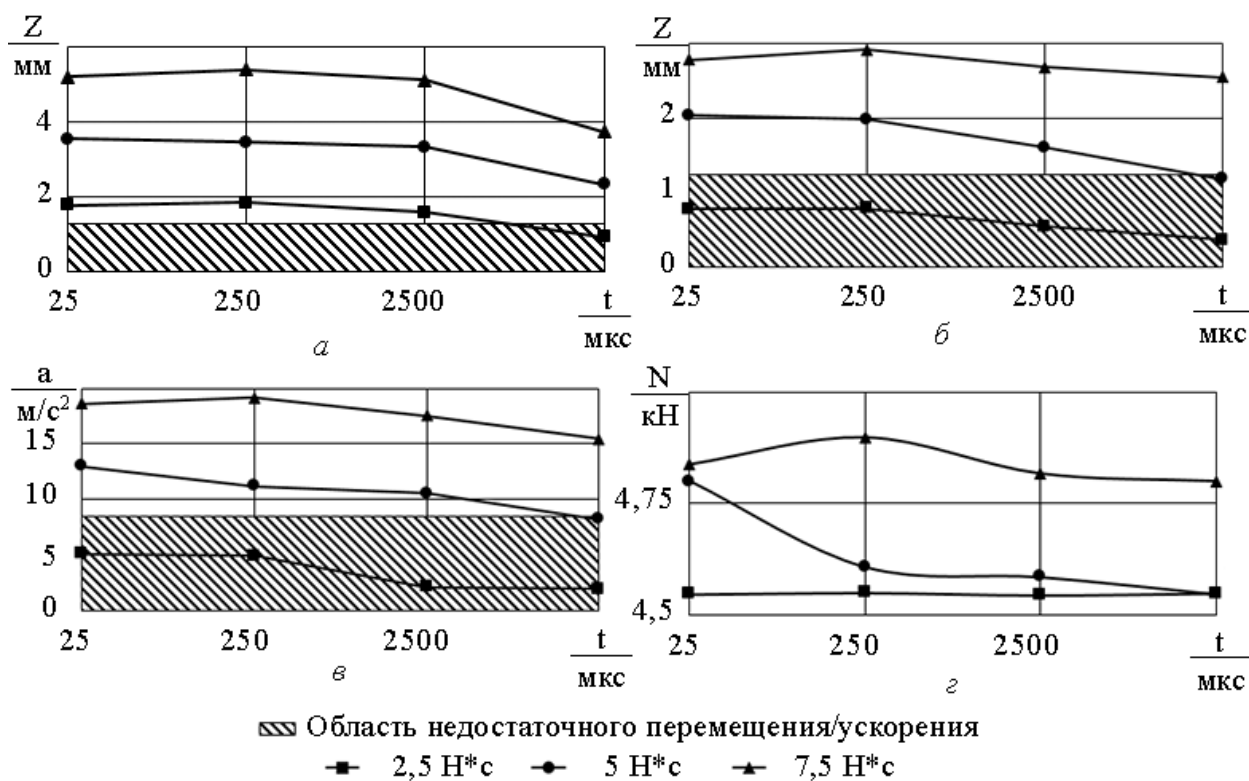 Z
мм
4
2
0
25 250 2500 t
мкс
а
Z
мм
2
1
0
25 250 2500 t
мкс
б
a
м/с²
15
10
5
0
25 250 2500 t
мкс
в
N
кН
4,75
4,5
25 250 2500 t
мкс
г
Область недостаточного перемещения/ускорения
2,5 Н*с 5 Н*с 7,5 Н*с